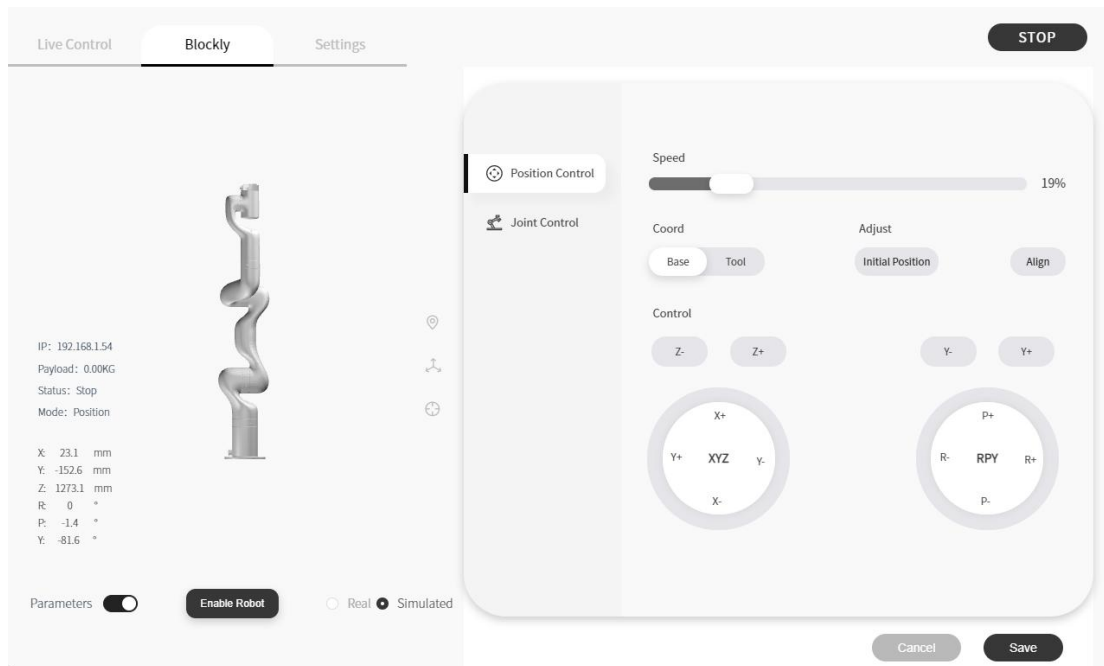 Live Control
Blockly
Settings
STOP
IP: 192.168.1.54
Payload: 0.00KG
Status: Stop
Mode: Position
X: 23.1 mm
Y: -152.6 mm
Z: 1273.1 mm
R: 0 °
P: -1.4 °
Y: -81.6 °
Parameters
Enable Robot
Real
Simulated
Position Control
Joint Control
Speed
19%
Coord
Adjust
Base
Tool
Initial Position
Align
Control
Z-
Z+
Y-
Y+
X+
Y+ XYZ Y-
X-
P+
R- RPY R+
P-
Cancel
Save